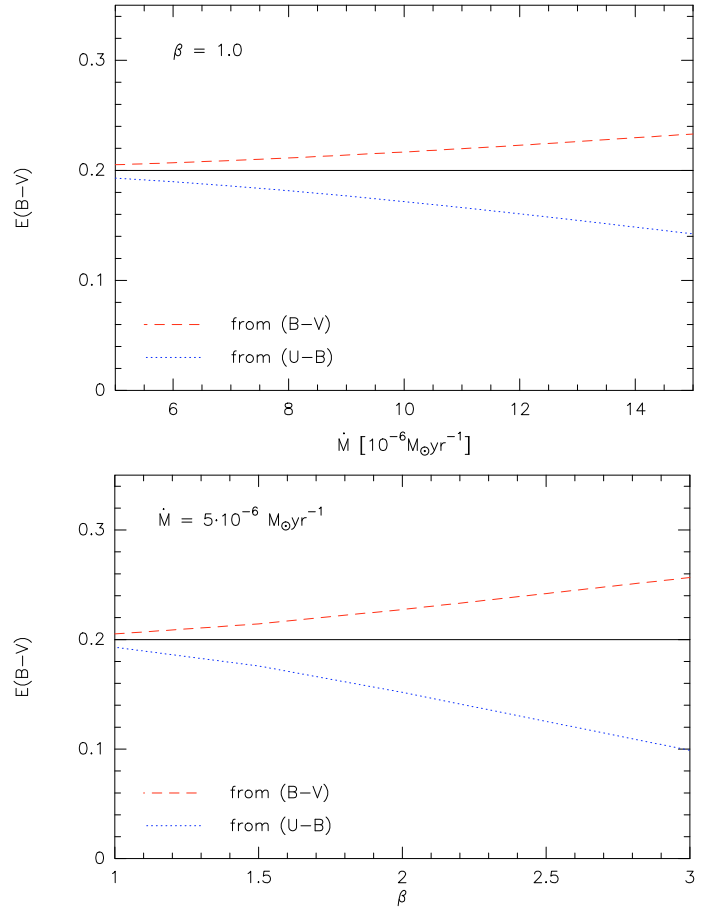 0.3
β = 1.0
E(B−V)
0.2
0.1
from (B−V)
from (U−B)
0
6 8 10 12 14
Ṁ [10⁻⁶M⊙yr⁻¹]
0.3
Ṁ = 5·10⁻⁶ M⊙yr⁻¹
E(B−V)
0.2
0.1
from (B−V)
from (U−B)
0
1 1.5 2 2.5 3
β